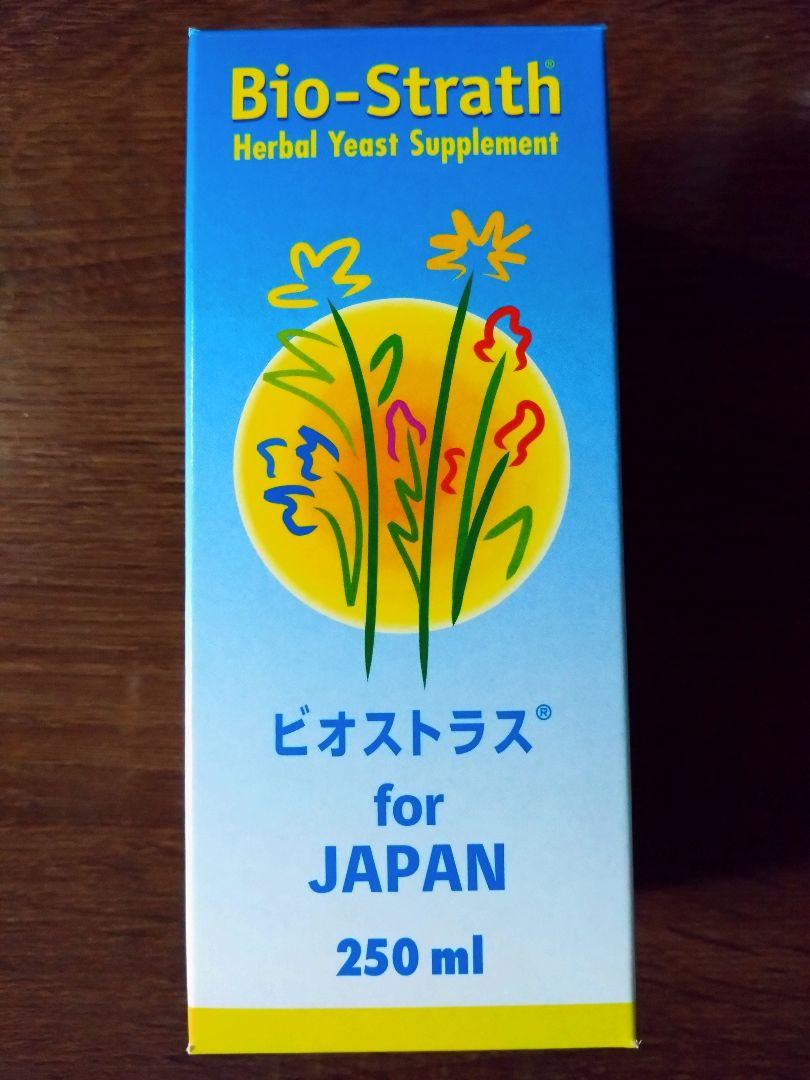 Bio-Strath®
Herbal Yeast Supplement
ビオストラス®
for
JAPAN
250 ml